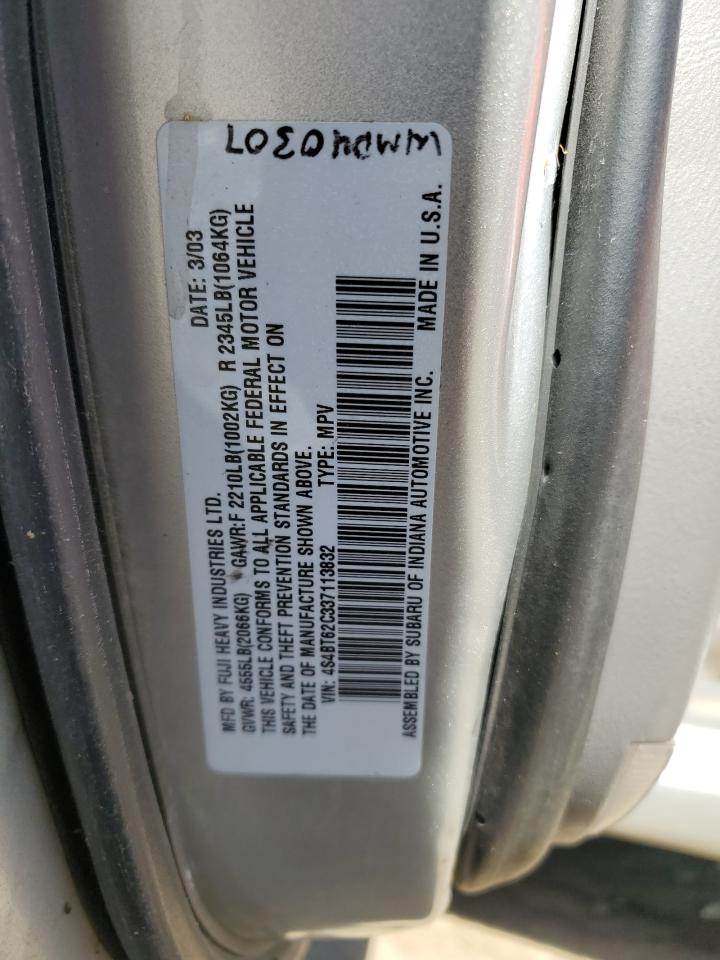 MFD BY FUJI HEAVY INDUSTRIES LTD. DATE: 3/03
GVWR: 4555LB(2066KG) GAWR:F 2210LB(1002KG) R 2345LB(1064KG)
THIS VEHICLE CONFORMS TO ALL APPLICABLE FEDERAL MOTOR VEHICLE
SAFETY AND THEFT PREVENTION STANDARDS IN EFFECT ON
THE DATE OF MANUFACTURE SHOWN ABOVE.
VIN: 4S4BT62C337113832 TYPE: MPV
ASSEMBLED BY SUBARU OF INDIANA AUTOMOTIVE INC. MADE IN U.S.A.